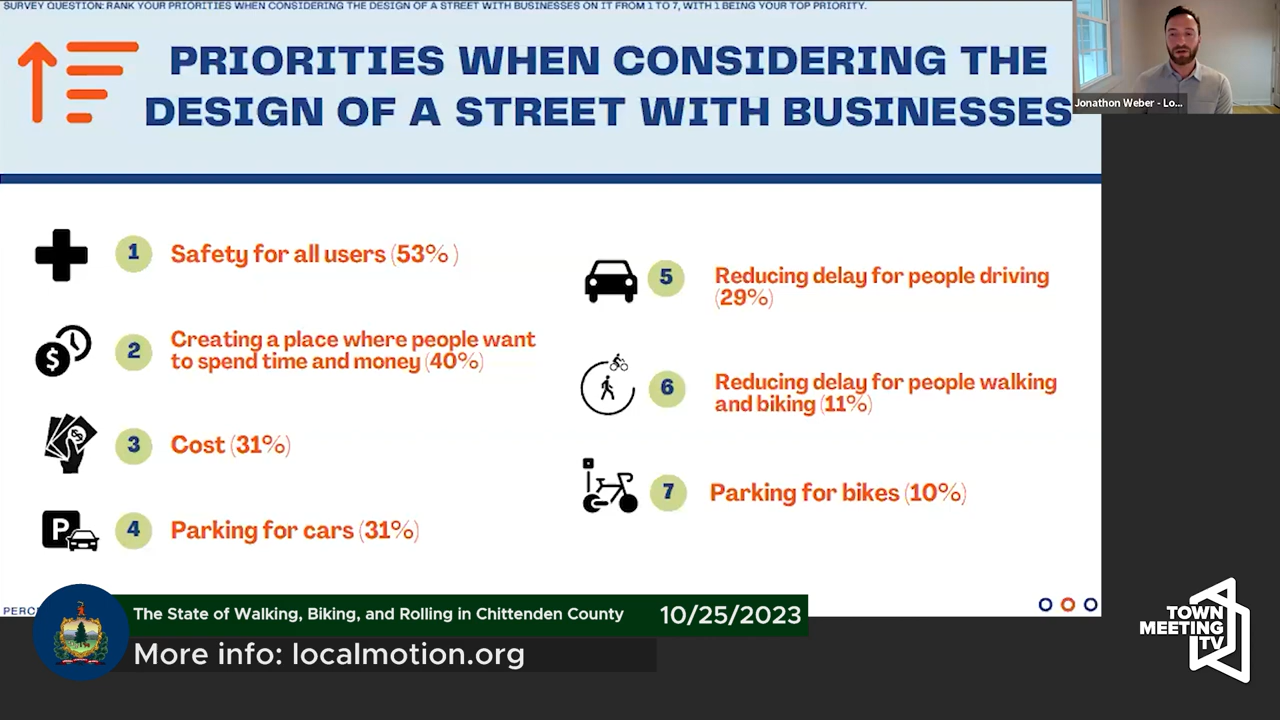 SURVEY QUESTION: RANK YOUR PRIORITIES WHEN CONSIDERING THE DESIGN OF A STREET WITH BUSINESSES ON IT FROM 1 TO 7, WITH 1 BEING YOUR TOP PRIORITY.
PRIORITIES WHEN CONSIDERING THE
DESIGN OF A STREET WITH BUSINESSES
Jonathon Weber - Lo...
1 Safety for all users (53% )
2 Creating a place where people want
to spend time and money (40%)
$
3 Cost (31%)
$
4 Parking for cars (31%)
P
5 Reducing delay for people driving
(29%)
6 Reducing delay for people walking
and biking (11%)
7 Parking for bikes (10%)
The State of Walking, Biking, and Rolling in Chittenden County 10/25/2023
More info: localmotion.org
TOWN
MEETING
TV